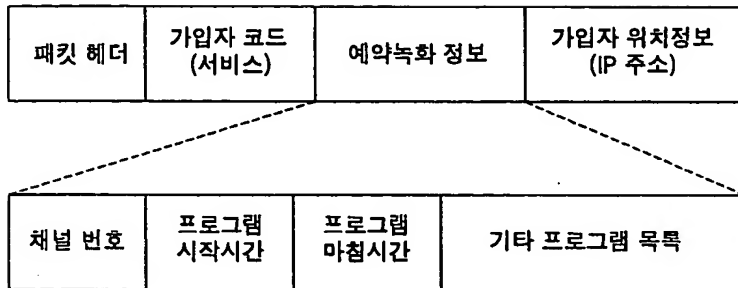 패킷 헤더
가입자 코드
(서비스)
예약녹화 정보
가입자 위치정보
(IP 주소)
채널 번호
프로그램
시작시간
프로그램
마침시간
기타 프로그램 목록